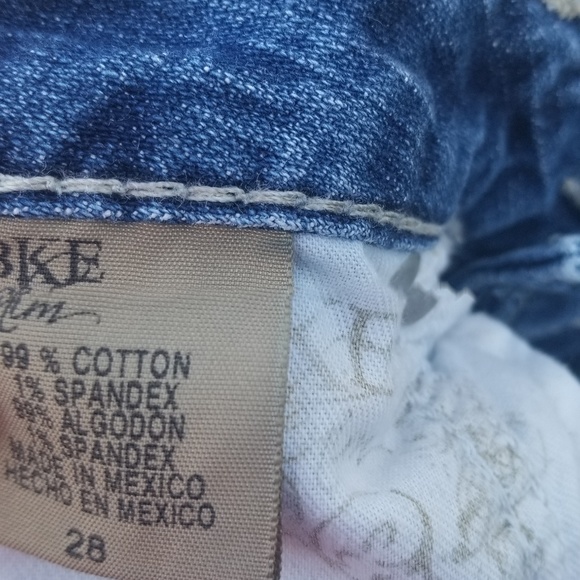 BKE
99 % COTTON
1% SPANDEX
99% ALGODON
1% SPANDEX
MADE IN MEXICO
HECHO EN MEXICO
28